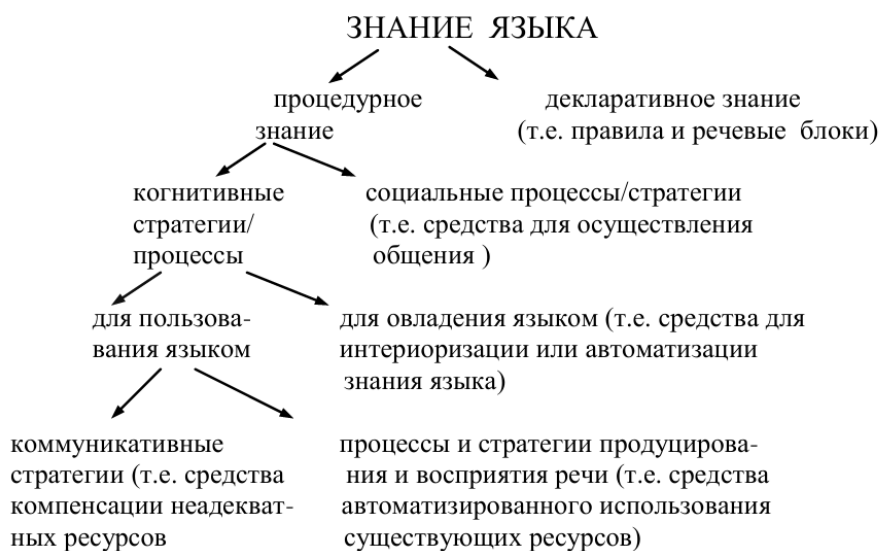 ЗНАНИЕ ЯЗЫКА
процедурное
знание
декларативное знание
(т.е. правила и речевые блоки)
когнитивные
стратегии/
процессы
социальные процессы/стратегии
(т.е. средства для осуществления
общения )
для пользова-
вания языком
для овладения языком (т.е. средства для
интериоризации или автоматизации
знания языка)
коммуникативные
стратегии (т.е. средства
компенсации неадекват-
ных ресурсов
процессы и стратегии продуцирова-
ния и восприятия речи (т.е. средства
автоматизированного использования
существующих ресурсов)